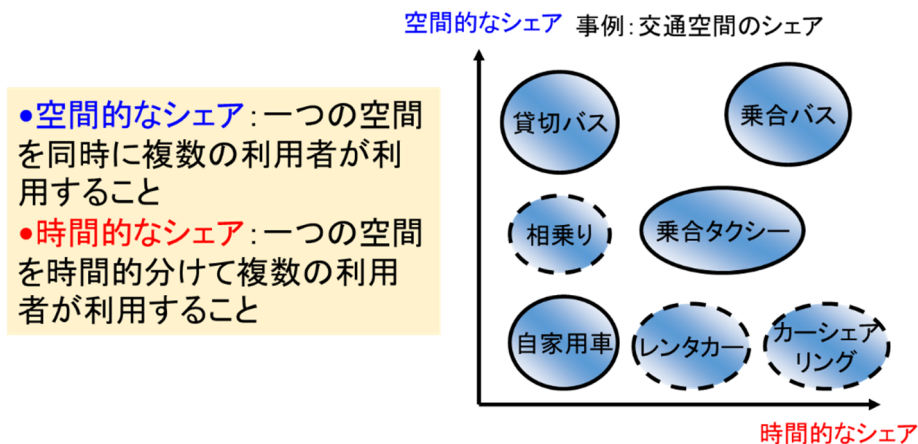 空間的なシェア 事例：交通空間のシェア
●空間的なシェア：一つの空間
を同時に複数の利用者が利
用すること
●時間的なシェア：一つの空間
を時間的分けて複数の利用
者が利用すること
貸切バス
乗合バス
相乗り
乗合タクシー
自家用車
レンタカー
カーシェア
リング
時間的なシェア